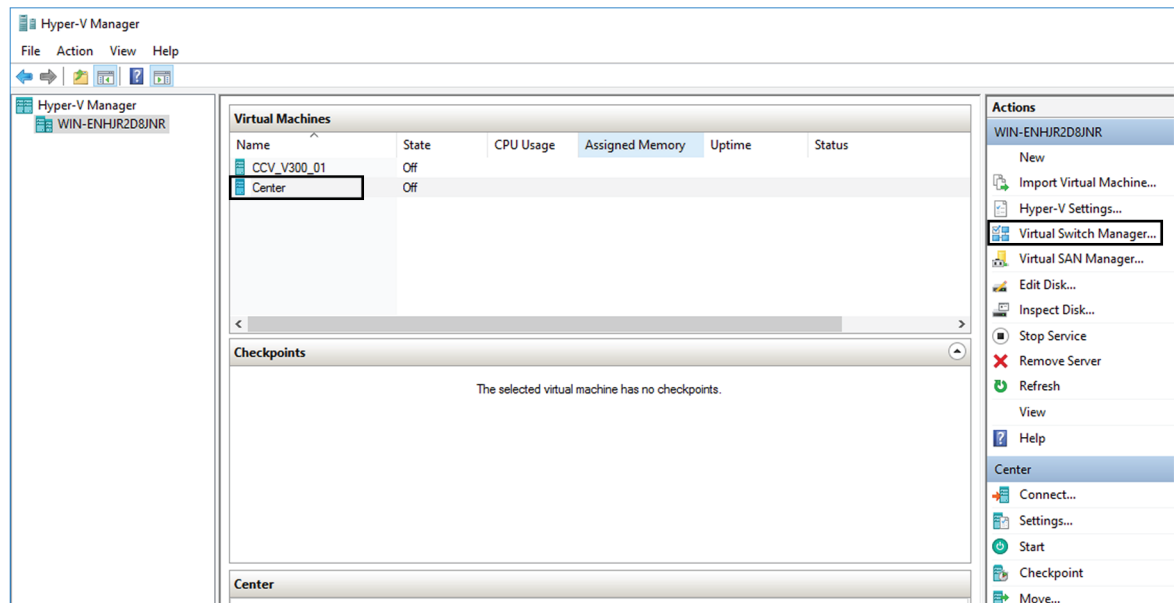 Hyper-V Manager
File Action View Help
Hyper-V Manager
WIN-ENHJR2D8JNR
Virtual Machines
Name State CPU Usage Assigned Memory Uptime Status
CCV_V300_01 Off
Center Off
Checkpoints
The selected virtual machine has no checkpoints.
Center
Actions
WIN-ENHJR2D8JNR
New
Import Virtual Machine...
Hyper-V Settings...
Virtual Switch Manager...
Virtual SAN Manager...
Edit Disk...
Inspect Disk...
Stop Service
Remove Server
Refresh
View
Help
Center
Connect...
Settings...
Start
Checkpoint
Move...